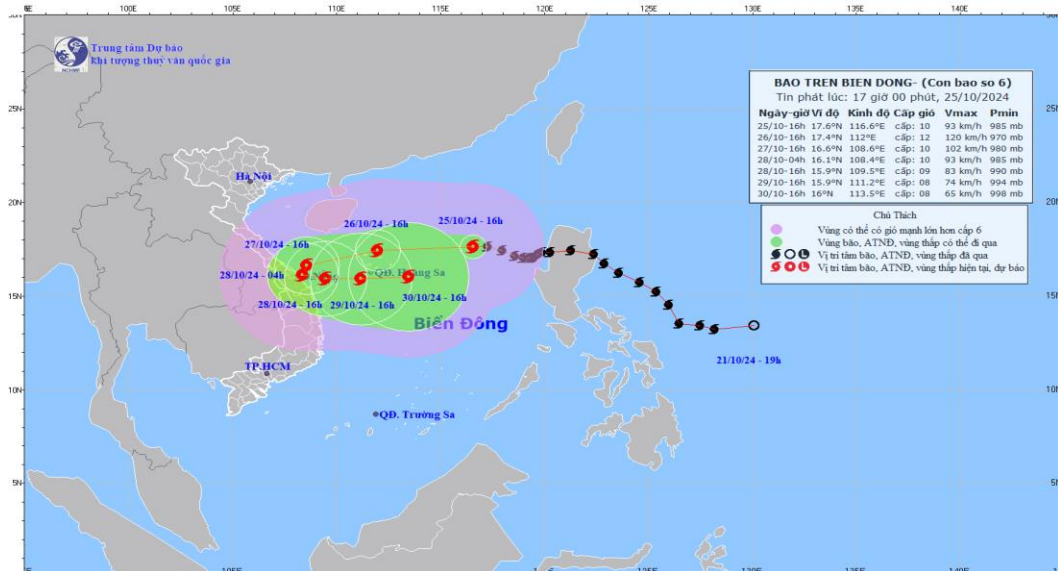 E 105E 110E 115E 120E 125E 130E 135E 140E
Trung tâm Dự báo
khí tượng thuỷ văn quốc gia
BAO TREN BIEN DONG- (Con bao so 6)
Tin phát lúc: 17 giờ 00 phút, 25/10/2024
Ngày-giờ Vĩ độ Kinh độ Cấp gió Vmax Pmin
25/10-16h 17.6°N 116.6°E cấp: 10 93 km/h 985 mb
26/10-16h 17.4°N 112°E cấp: 12 120 km/h 970 mb
27/10-16h 16.6°N 108.6°E cấp: 10 102 km/h 980 mb
28/10-04h 16.1°N 108.4°E cấp: 10 93 km/h 985 mb
28/10-16h 15.9°N 109.5°E cấp: 09 83 km/h 990 mb
29/10-16h 15.9°N 111.2°E cấp: 08 74 km/h 994 mb
30/10-16h 16°N 113.5°E cấp: 08 65 km/h 998 mb
Chú Thích
Vùng có thể có gió mạnh lớn hơn cấp 6
Vùng bão, ATNĐ, vùng thấp có thể đi qua
Vị trí tâm bão, ATNĐ, vùng thấp đã qua
Vị trí tâm bão, ATNĐ, vùng thấp hiện tại, dự báo
25N
25N
Hà Nội
20N
20N
26/10/24 - 16h
25/10/24 - 16h
27/10/24 - 16h
28/10/24 - 04h
QĐ. Hoàng Sa
15N
15N
28/10/24 - 16h
29/10/24 - 16h
30/10/24 - 16h
Biển Đông
21/10/24 - 19h
TP.HCM
10N
10N
QĐ. Trường Sa
5N
5N
105E
125E 130E 135E 140E